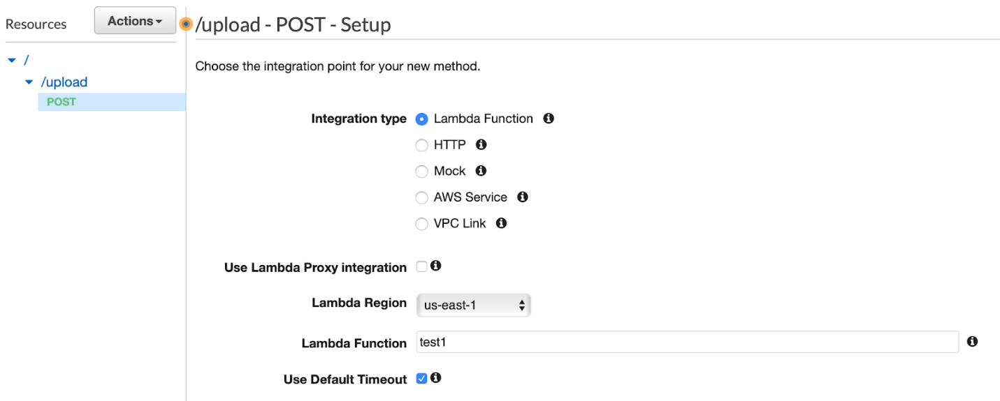 Resources
Actions
/upload - POST - Setup
/
/upload
POST
Choose the integration point for your new method.
Integration type
Lambda Function
HTTP
Mock
AWS Service
VPC Link
Use Lambda Proxy integration
Lambda Region
us-east-1
Lambda Function
test1
Use Default Timeout